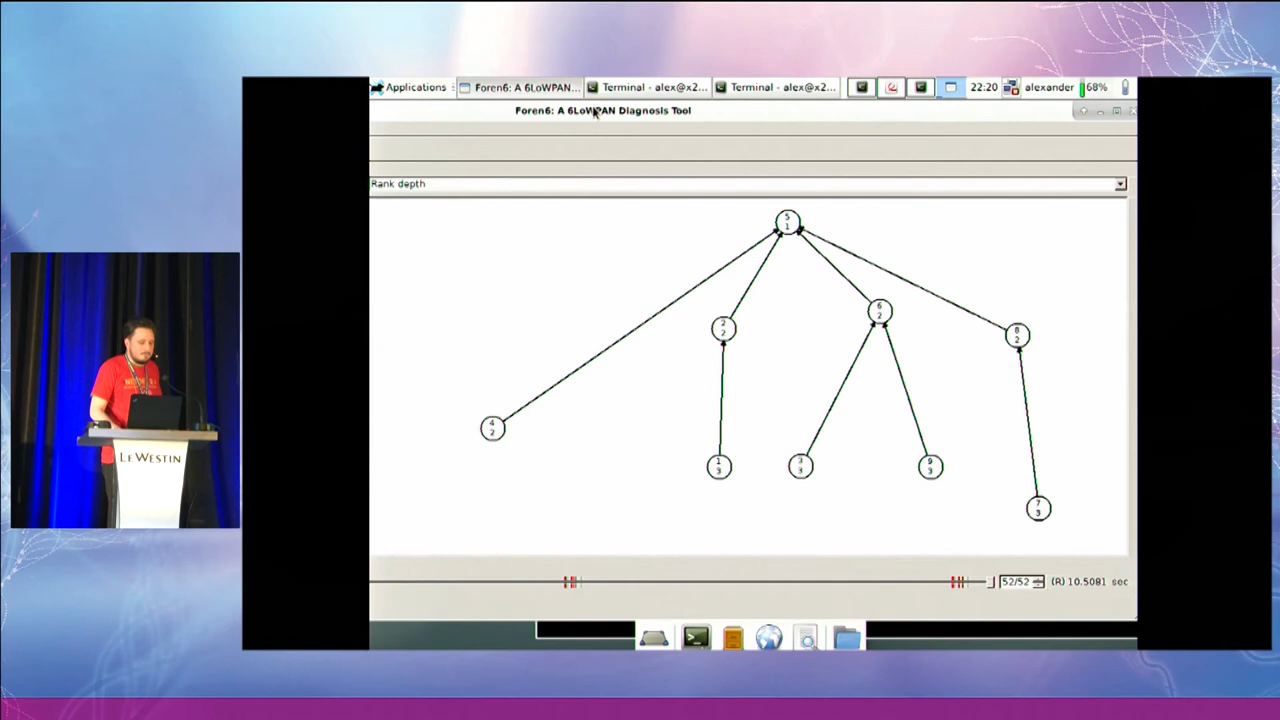 Applications
Foren6: A 6LoWPAN...
Terminal - alex@x2...
Terminal - alex@x2...
22:20
alexander
68%
Foren6: A 6LoWPAN Diagnosis Tool
Rank depth
5
1
6
2
2
2
8
2
4
2
1
3
3
3
9
3
7
3
52/52
(R) 10.5081 sec
LE WESTIN